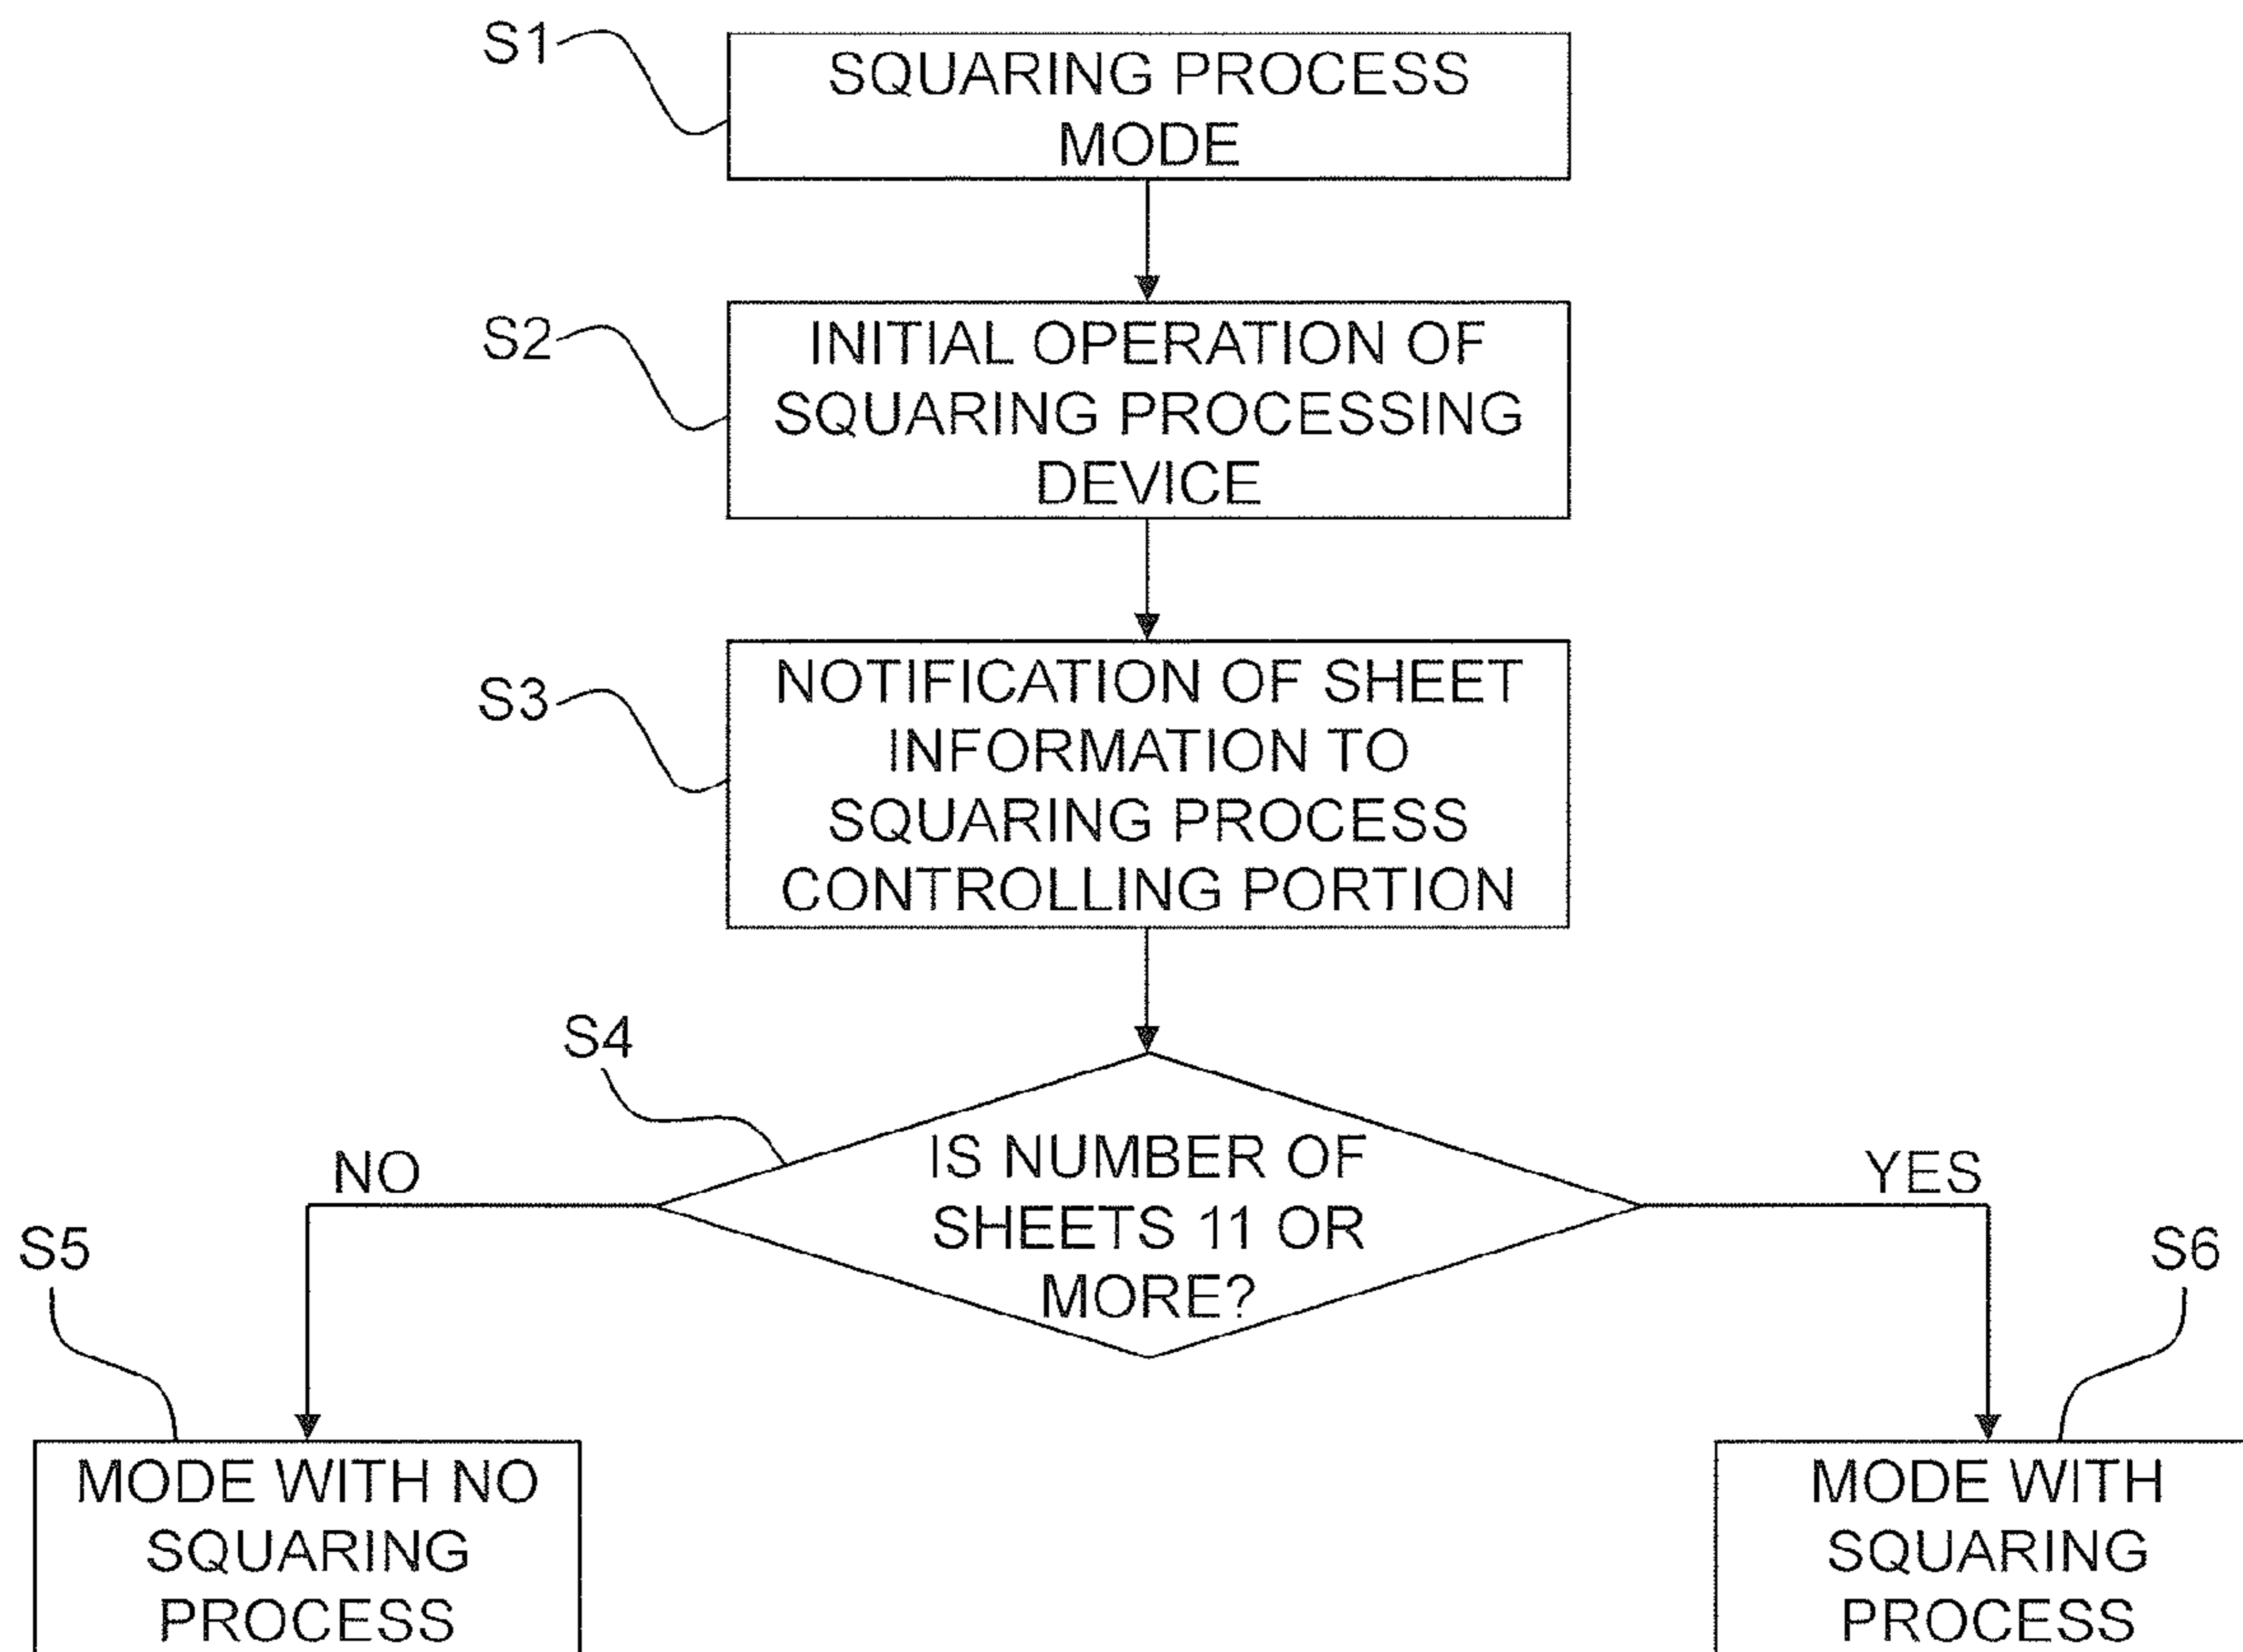 S1
SQUARING PROCESS
MODE
S2
INITIAL OPERATION OF
SQUARING PROCESSING
DEVICE
S3
NOTIFICATION OF SHEET
INFORMATION TO
SQUARING PROCESS
CONTROLLING PORTION
S4
IS NUMBER OF
SHEETS 11 OR
MORE?
NO
YES
S5
MODE WITH NO
SQUARING
PROCESS
S6
MODE WITH
SQUARING
PROCESS